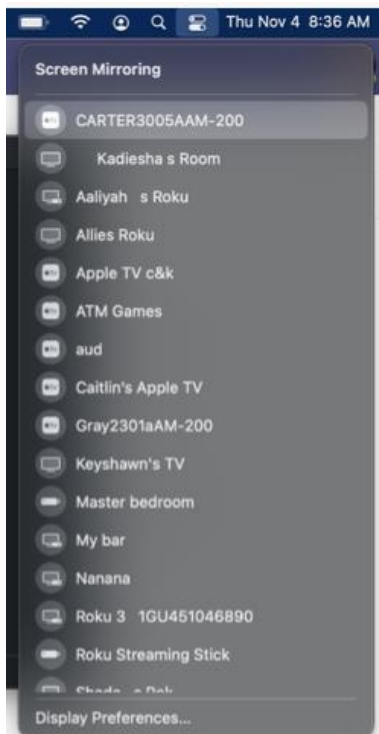 Thu Nov 4 8:36 AM
Screen Mirroring
CARTER3005AAM-200
Kadiesha s Room
Aaliyah s Roku
Allies Roku
Apple TV c&k
ATM Games
aud
Caitlin's Apple TV
Gray2301aAM-200
Keyshawn's TV
Master bedroom
My bar
Nanana
Roku 3 1GU451046890
Roku Streaming Stick
Display Preferences...